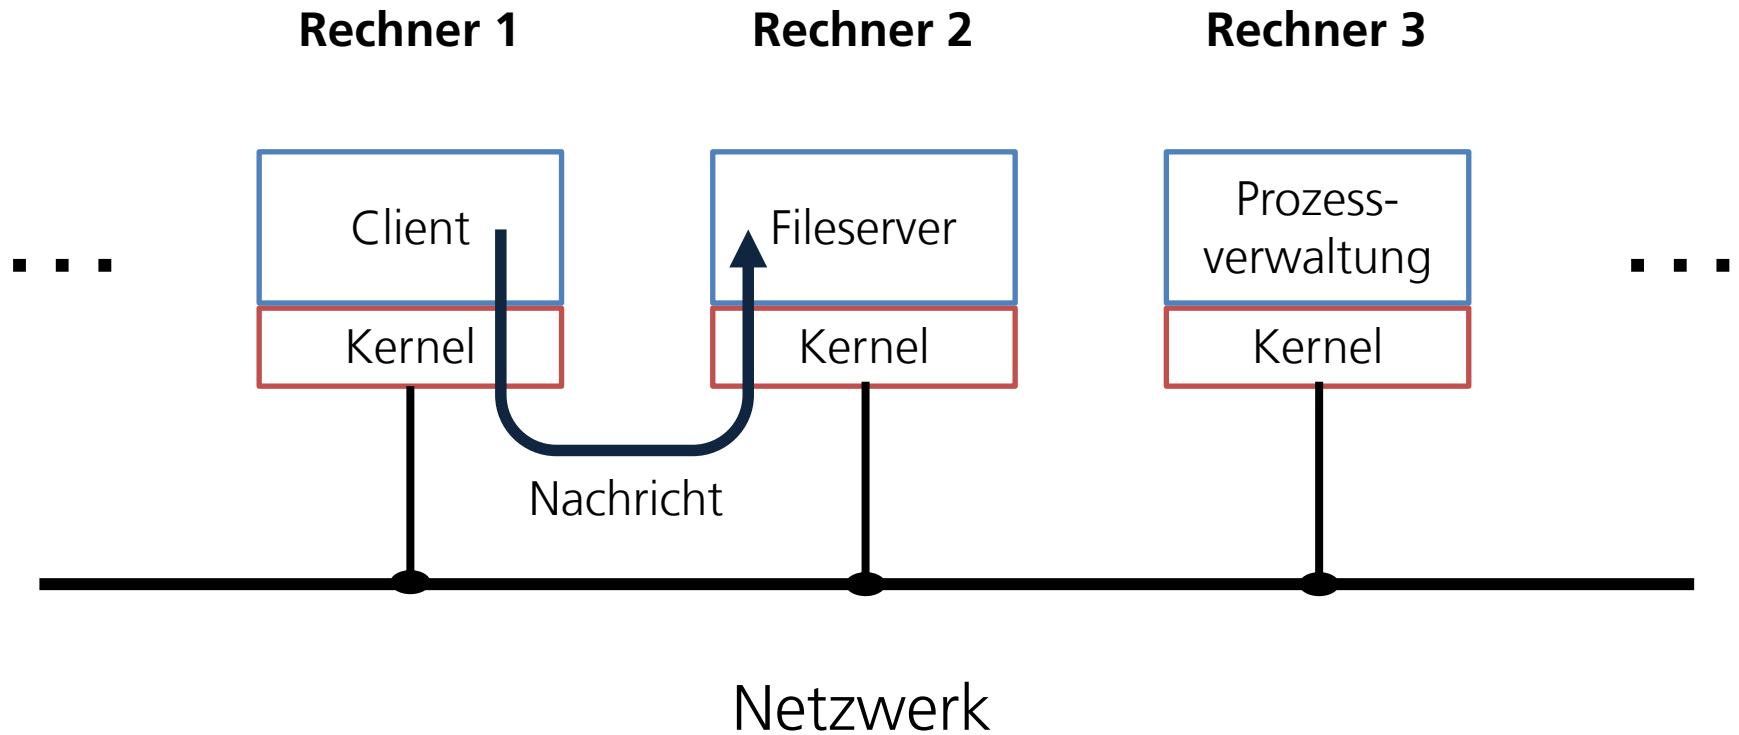 Rechner 1
Rechner 2
Rechner 3
Client
Fileserver
Prozess-
verwaltung
. . .
. . .
Kernel
Kernel
Kernel
Nachricht
Netzwerk